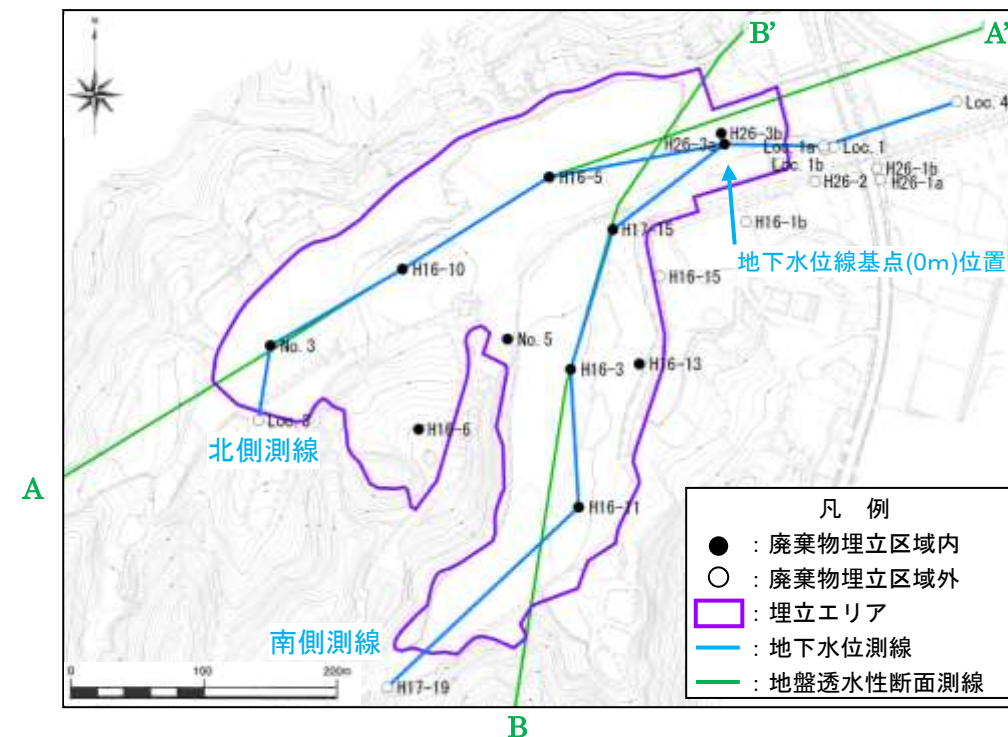 B'
A'
N
Loc. 4
H26-3b
H26-3a
Loc. 1a
Loc. 1
Loc. 1b
H26-1b
H26-2
H26-1a
H16-5
H16-1b
H17-15
地下水位線基点(0m)位置
H16-10
H16-15
No. 3
No. 5
H16-3
H16-13
Loc. 3
H16-6
北側測線
A
H16-11
凡 例
● : 廃棄物埋立区域内
○ : 廃棄物埋立区域外
: 埋立エリア
: 地下水位測線
: 地盤透水性断面測線
南側測線
0 100 200m
H17-19
B